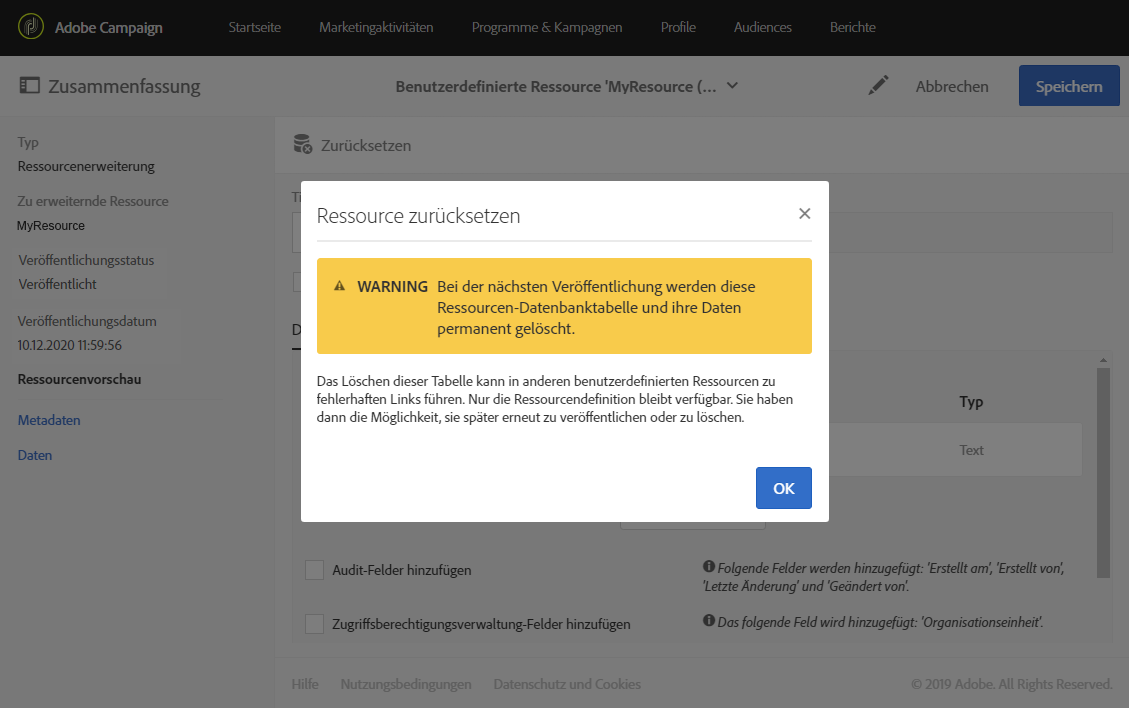 Adobe Campaign Startseite Marketingaktivitäten Programme & Kampagnen Profile Audiences Berichte
Zusammenfassung Benutzerdefinierte Ressource 'MyResource (... Abbrechen Speichern
Typ
Ressourcenerweiterung
Zu erweiternde Ressource
MyResource
Veröffentlichungsstatus
Veröffentlicht
Veröffentlichungsdatum
10.12.2020 11:59:56
Ressourcenvorschau
Metadaten
Daten
Zurücksetzen
Ressource zurücksetzen
WARNING Bei der nächsten Veröffentlichung werden diese
Ressourcen-Datenbanktabelle und ihre Daten
permanent gelöscht.
Das Löschen dieser Tabelle kann in anderen benutzerdefinierten Ressourcen zu
fehlerhaften Links führen. Nur die Ressourcendefinition bleibt verfügbar. Sie haben
dann die Möglichkeit, sie später erneut zu veröffentlichen oder zu löschen.
OK
Typ
Text
Audit-Felder hinzufügen
Folgende Felder werden hinzugefügt: 'Erstellt am', 'Erstellt von',
'Letzte Änderung' und 'Geändert von'.
Zugriffsberechtigungsverwaltung-Felder hinzufügen
Das folgende Feld wird hinzugefügt: 'Organisationseinheit'.
Hilfe Nutzungsbedingungen Datenschutz und Cookies © 2019 Adobe. All Rights Reserved.